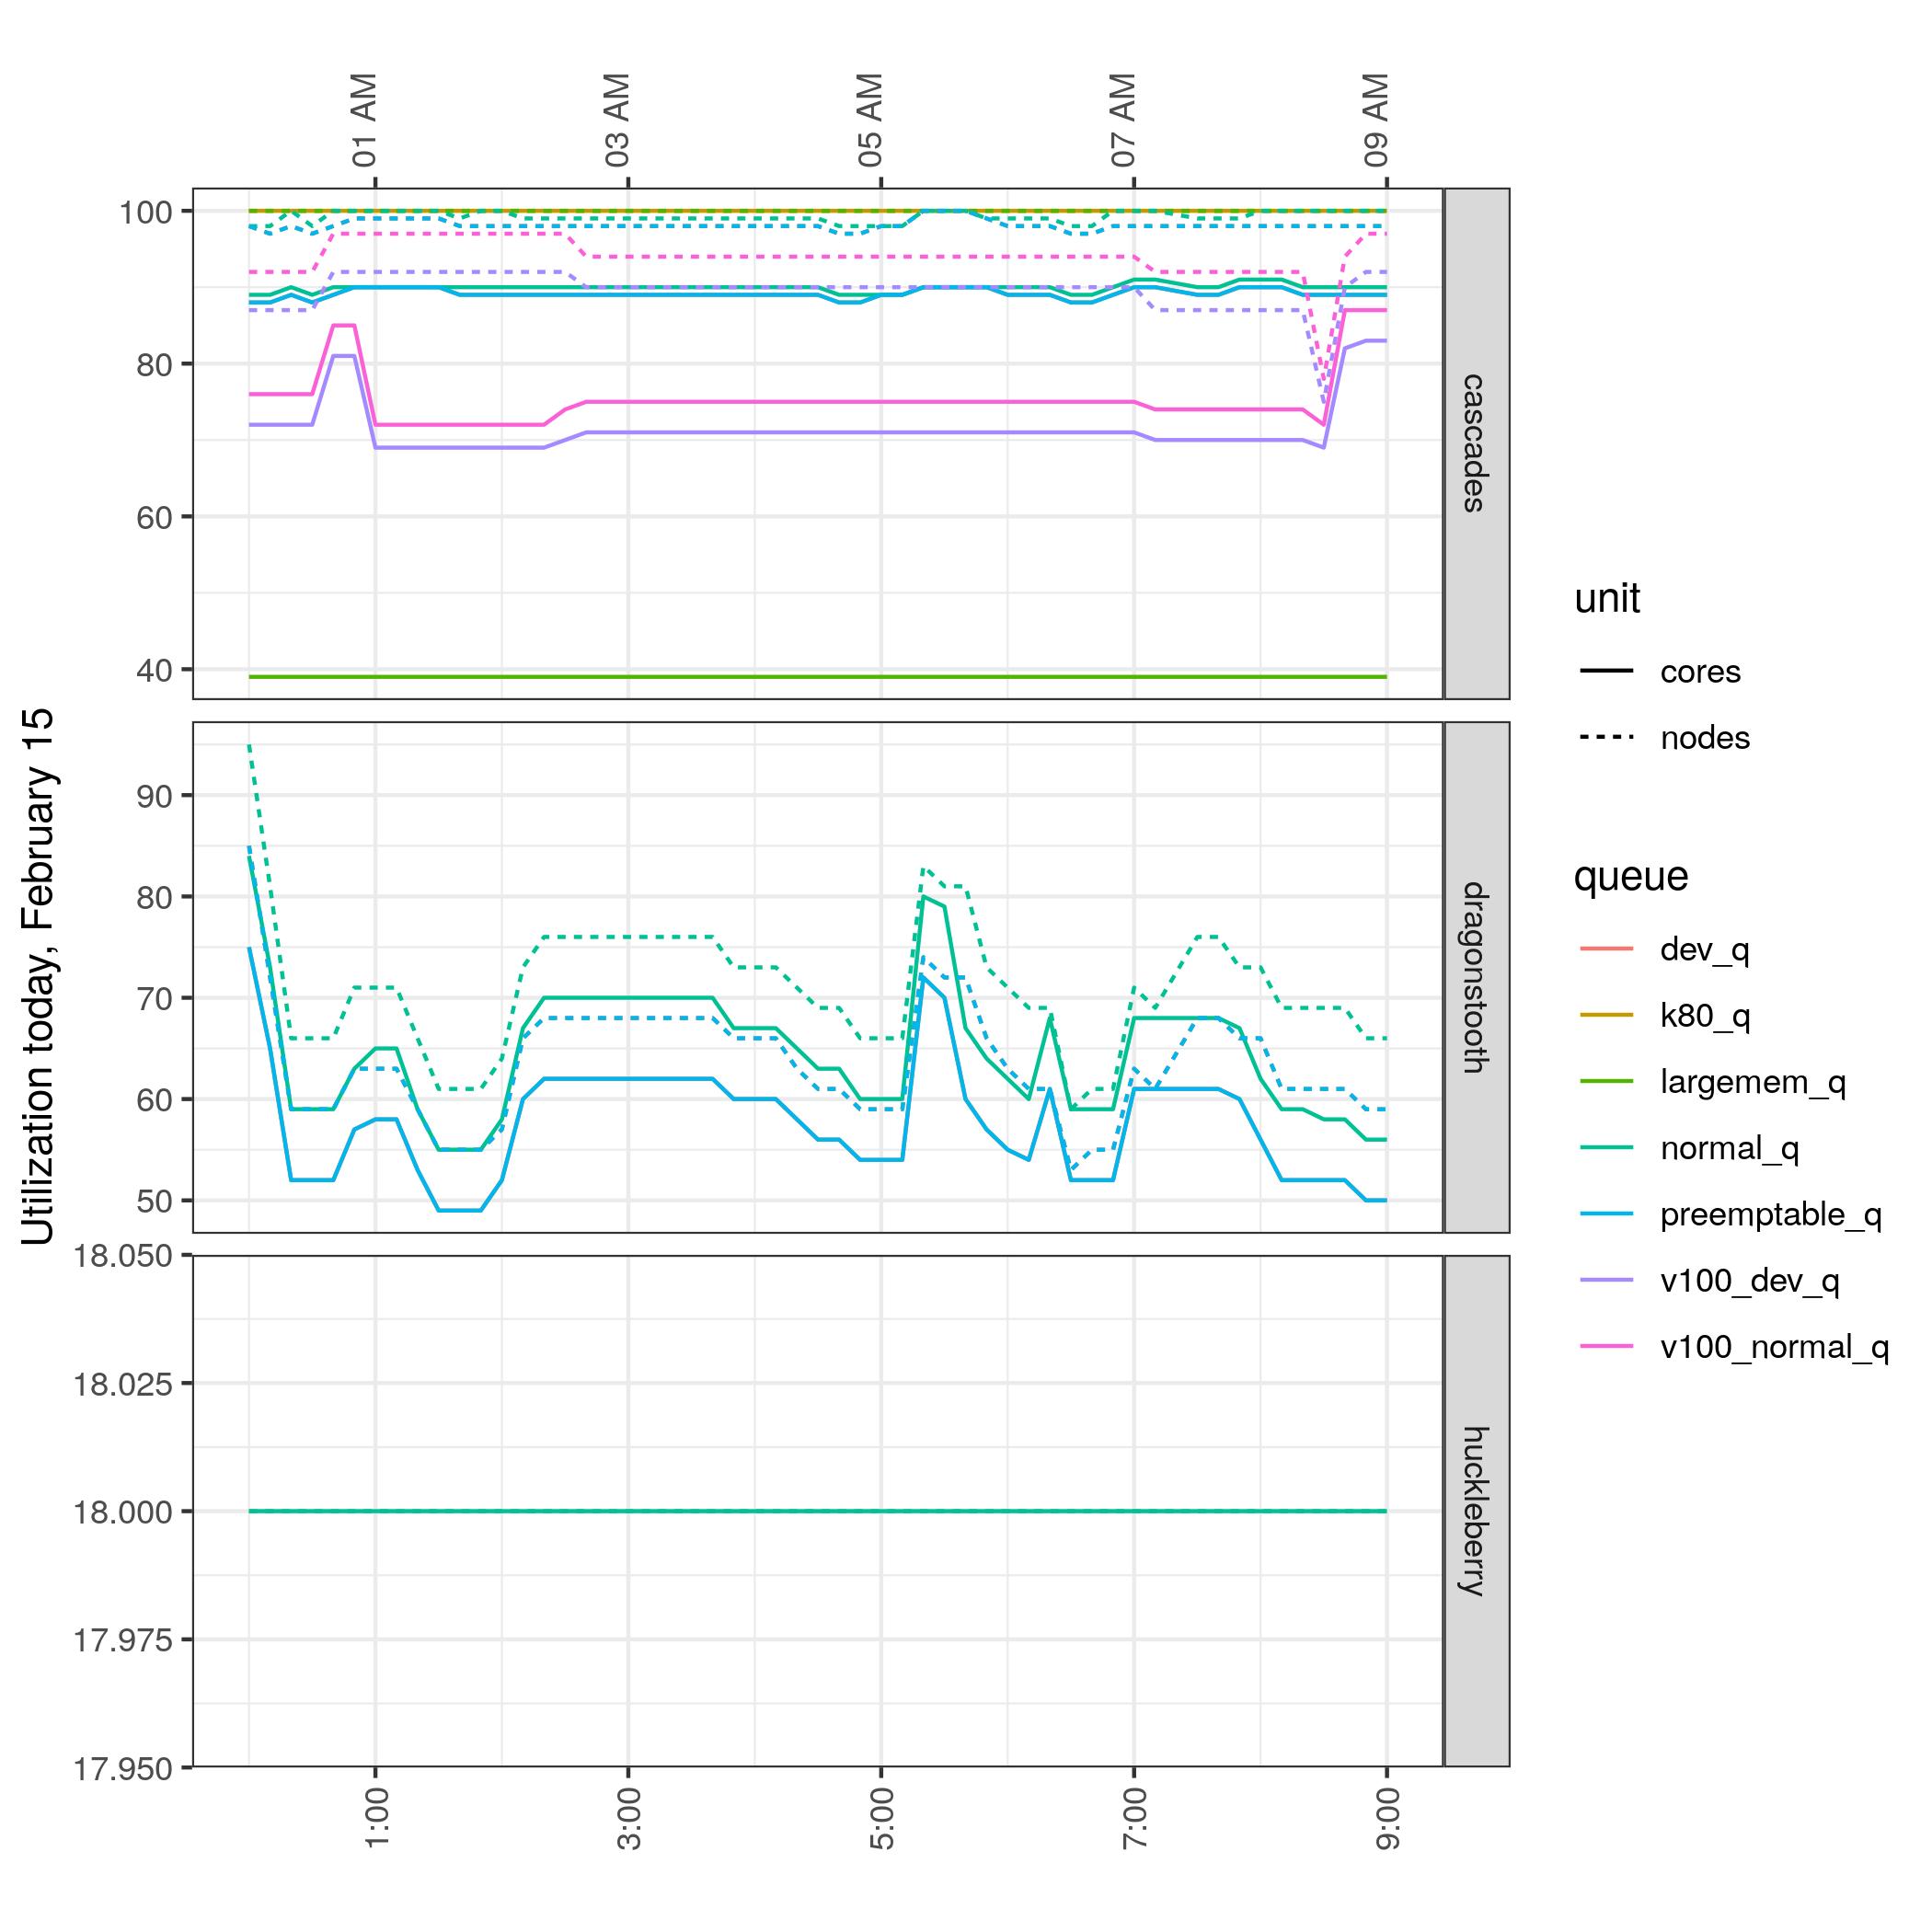 01 AM
03 AM
05 AM
07 AM
09 AM
Utilization today, February 15
100
80
60
40
cascades
90
80
70
60
50
dragonstooth
18.050
18.025
18.000
17.975
17.950
huckleberry
1:00
3:00
5:00
7:00
9:00
unit
cores
nodes
queue
dev_q
k80_q
largemem_q
normal_q
preemptable_q
v100_dev_q
v100_normal_q